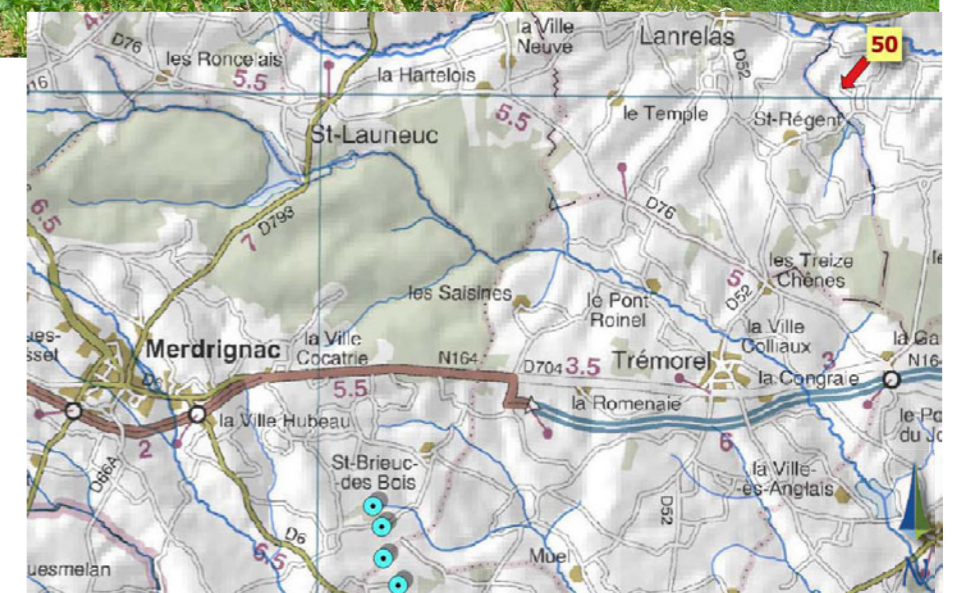 la Ville
Neuve
Lanrelas
50
D76
les Roncelais
5.5
la Hartelois
D52
5.5
le Temple
St-Régent
St-Launeuc
6.5
7
D793
D76
les Treize
Chênes
5
D52
les Saisines
le Pont
Roinel
la Ville
Colliaux
Merdrignac
la Ville
Cocatrie
N164
D704
3.5
Trémorel
3
la Congraie
N16
5.5
la Romenaie
la Ville Hubeau
2
6
D66A
St-Brieuc-
des Bois
la Ville-
-es-Anglais
D52
D6
6.5
Muel
uesmelan
N